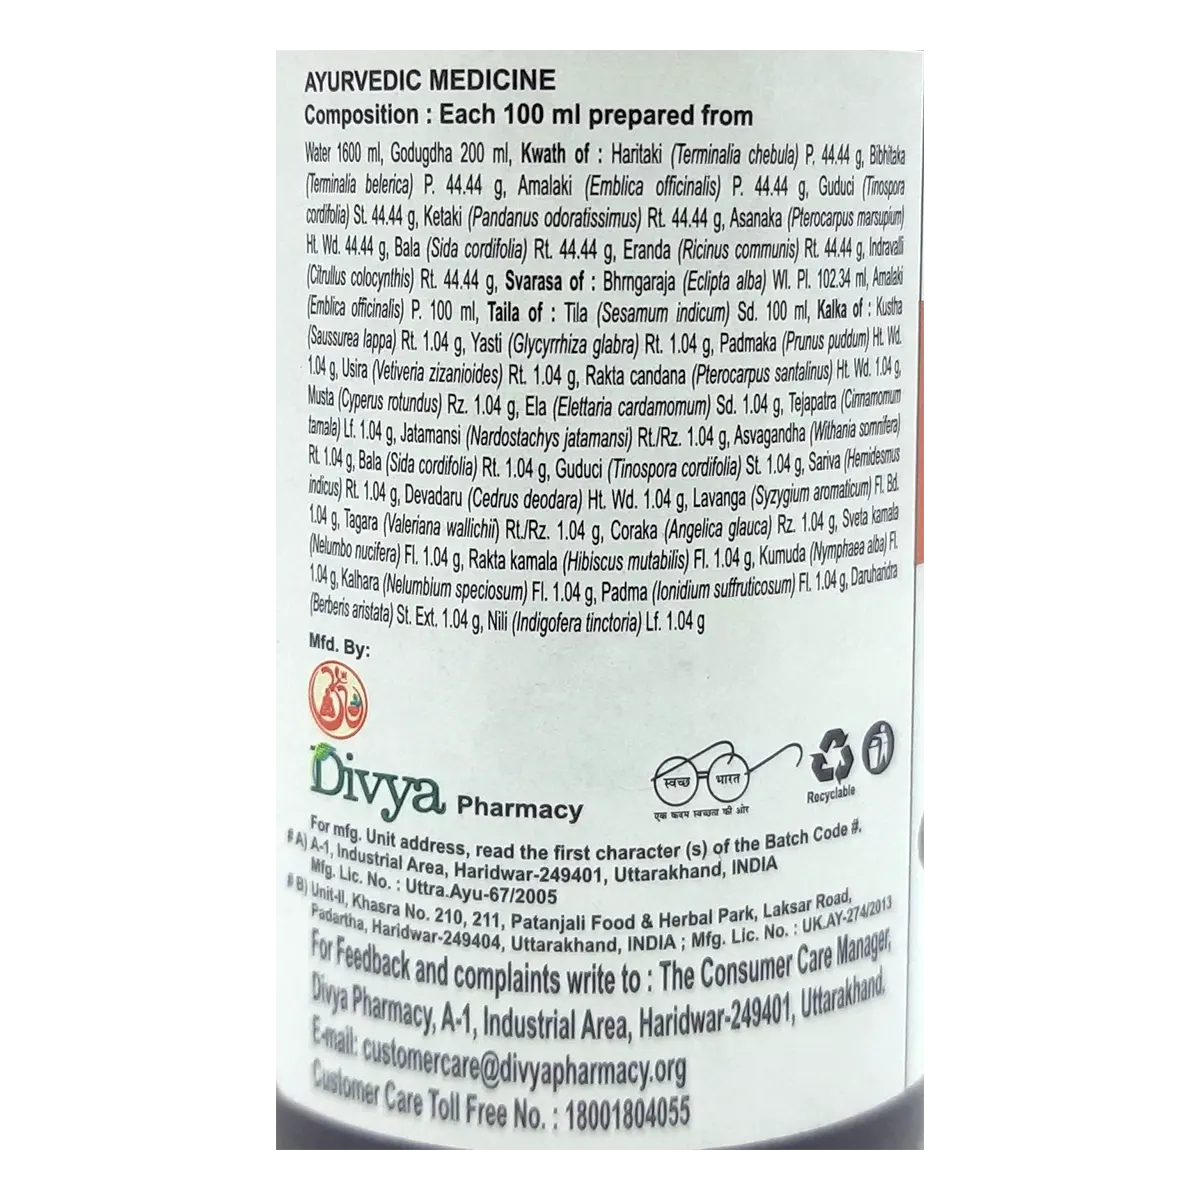 AYURVEDIC MEDICINE
Composition : Each 100 ml prepared from
Water 1600 ml, Godugdha 200 ml, Kwath of : Haritaki (Terminalia chebula) P. 44.44 g, Bibhitaka
(Terminalia belerica) P. 44.44 g, Amalaki (Emblica officinalis) P. 44.44 g, Guduci (Tinospora
cordifolia) St. 44.44 g, Ketaki (Pandanus odoratissimus) Rt. 44.44 g, Asanaka (Pterocarpus marsupium)
Ht. Wd. 44.44 g, Bala (Sida cordifolia) Rt. 44.44 g, Eranda (Ricinus communis) Rt. 44.44 g, Indravalli
(Citrullus colocynthis) Rt. 44.44 g, Svarasa of : Bhrngaraja (Eclipta alba) Wl. Pl. 102.34 ml, Amalaki
(Emblica officinalis) P. 100 ml, Taila of : Tila (Sesamum indicum) Sd. 100 ml, Kalka of : Kustha
(Saussurea lappa) Rt. 1.04 g, Yasti (Glycyrrhiza glabra) Rt. 1.04 g, Padmaka (Prunus puddum) Ht. Wd.
1.04 g, Usira (Vetiveria zizanioides) Rt. 1.04 g, Rakta candana (Pterocarpus santalinus) Ht. Wd. 1.04 g,
Musta (Cyperus rotundus) Rz. 1.04 g, Ela (Elettaria cardamomum) Sd. 1.04 g, Tejapatra (Cinnamomum
tamala) Lf. 1.04 g, Jatamansi (Nardostachys jatamansi) Rt./Rz. 1.04 g, Asvagandha (Withania somnifera)
Rt. 1.04 g, Bala (Sida cordifolia) Rt. 1.04 g, Guduci (Tinospora cordifolia) St. 1.04 g, Sariva (Hemidesmus
indicus) Rt. 1.04 g, Devadaru (Cedrus deodara) Ht. Wd. 1.04 g, Lavanga (Syzygium aromaticum) Fl. Bd.
1.04 g, Tagara (Valeriana wallichii) Rt./Rz. 1.04 g, Coraka (Angelica glauca) Rz. 1.04 g, Sveta kamala
(Nelumbo nucifera) Fl. 1.04 g, Rakta kamala (Hibiscus mutabilis) Fl. 1.04 g, Kumuda (Nymphaea alba) Fl.
1.04 g, Kalhara (Nelumbium speciosum) Fl. 1.04 g, Padma (Ionidium suffruticosum) Fl. 1.04 g, Daruharidra
(Berberis aristata) St. Ext. 1.04 g, Nili (Indigofera tinctoria) Lf. 1.04 g
Mfd. By:
Divya Pharmacy
स्वच्छ भारत
एक कदम स्वच्छता की ओर
Recyclable
For mfg. Unit address, read the first character (s) of the Batch Code #.
# A) A-1, Industrial Area, Haridwar-249401, Uttarakhand, INDIA
Mfg. Lic. No. : Uttra.Ayu-67/2005
# B) Unit-II, Khasra No. 210, 211, Patanjali Food & Herbal Park, Laksar Road,
Padartha, Haridwar-249404, Uttarakhand, INDIA ; Mfg. Lic. No. : UK.AY-274/2013
For Feedback and complaints write to : The Consumer Care Manager,
Divya Pharmacy, A-1, Industrial Area, Haridwar-249401, Uttarakhand.
E-mail: customercare@divyapharmacy.org
Customer Care Toll Free No. : 18001804055